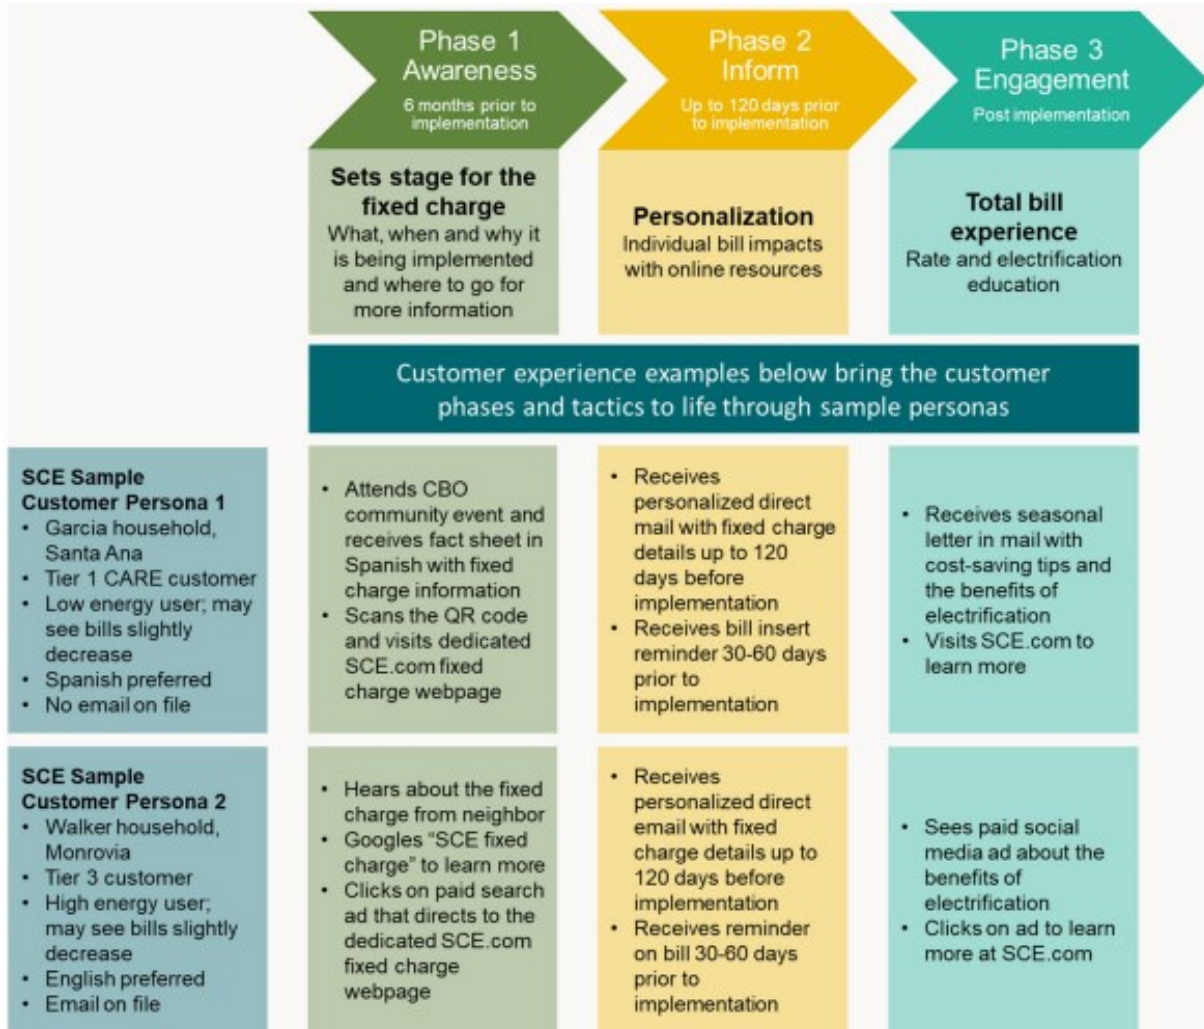 Phase 1
Awareness
6 months prior to
implementation
Phase 2
Inform
Up to 120 days prior
to implementation
Phase 3
Engagement
Post implementation
Sets stage for the
fixed charge
What, when and why it
is being implemented
and where to go for
more information
Personalization
Individual bill impacts
with online resources
Total bill
experience
Rate and electrification
education
Customer experience examples below bring the customer
phases and tactics to life through sample personas
SCE Sample
Customer Persona 1
• Garcia household,
Santa Ana
• Tier 1 CARE customer
• Low energy user; may
see bills slightly
decrease
• Spanish preferred
• No email on file
• Attends CBO
community event and
receives fact sheet in
Spanish with fixed
charge information
• Scans the QR code
and visits dedicated
SCE.com fixed
charge webpage
• Receives
personalized direct
mail with fixed charge
details up to 120
days before
implementation
• Receives bill insert
reminder 30-60 days
prior to
implementation
• Receives seasonal
letter in mail with
cost-saving tips and
the benefits of
electrification
• Visits SCE.com to
learn more
SCE Sample
Customer Persona 2
• Walker household,
Monrovia
• Tier 3 customer
• High energy user;
may see bills slightly
decrease
• English preferred
• Email on file
• Hears about the fixed
charge from neighbor
• Googles “SCE fixed
charge” to learn more
• Clicks on paid search
ad that directs to the
dedicated SCE.com
fixed charge
webpage
• Receives
personalized direct
email with fixed
charge details up to
120 days before
implementation
• Receives reminder
on bill 30-60 days
prior to
implementation
• Sees paid social
media ad about the
benefits of
electrification
• Clicks on ad to learn
more at SCE.com